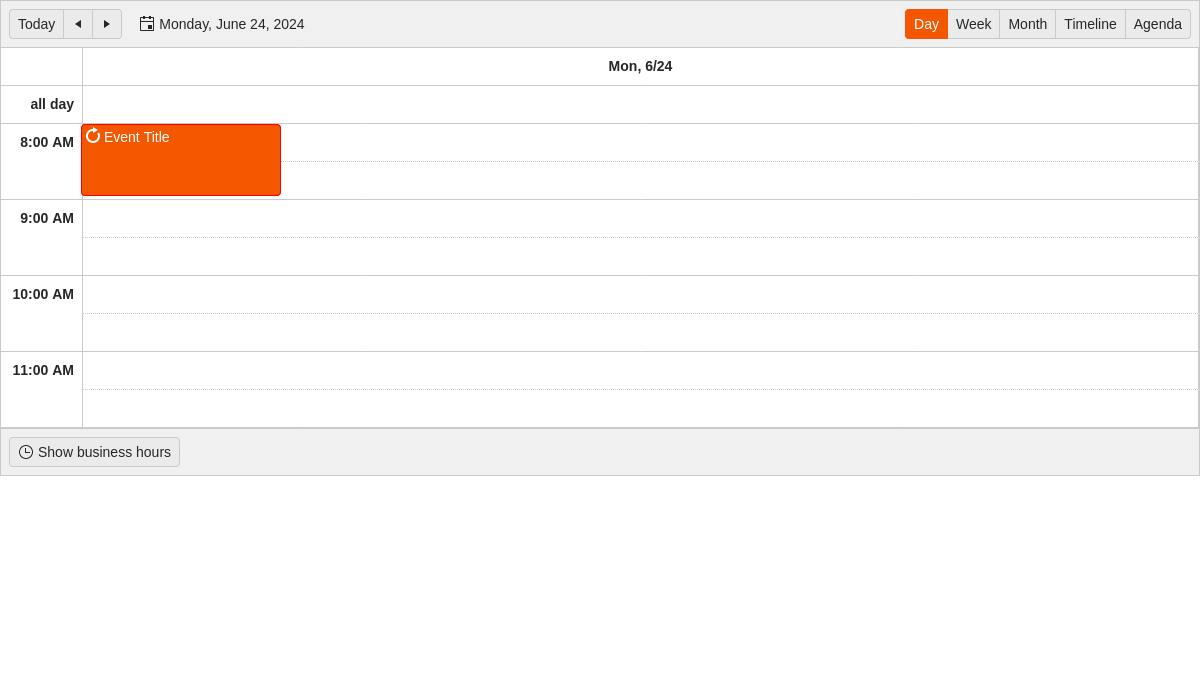 Today Monday, June 24, 2024 Day Week Month Timeline Agenda
Mon, 6/24
all day
8:00 AM Event Title
9:00 AM
10:00 AM
11:00 AM
Show business hours